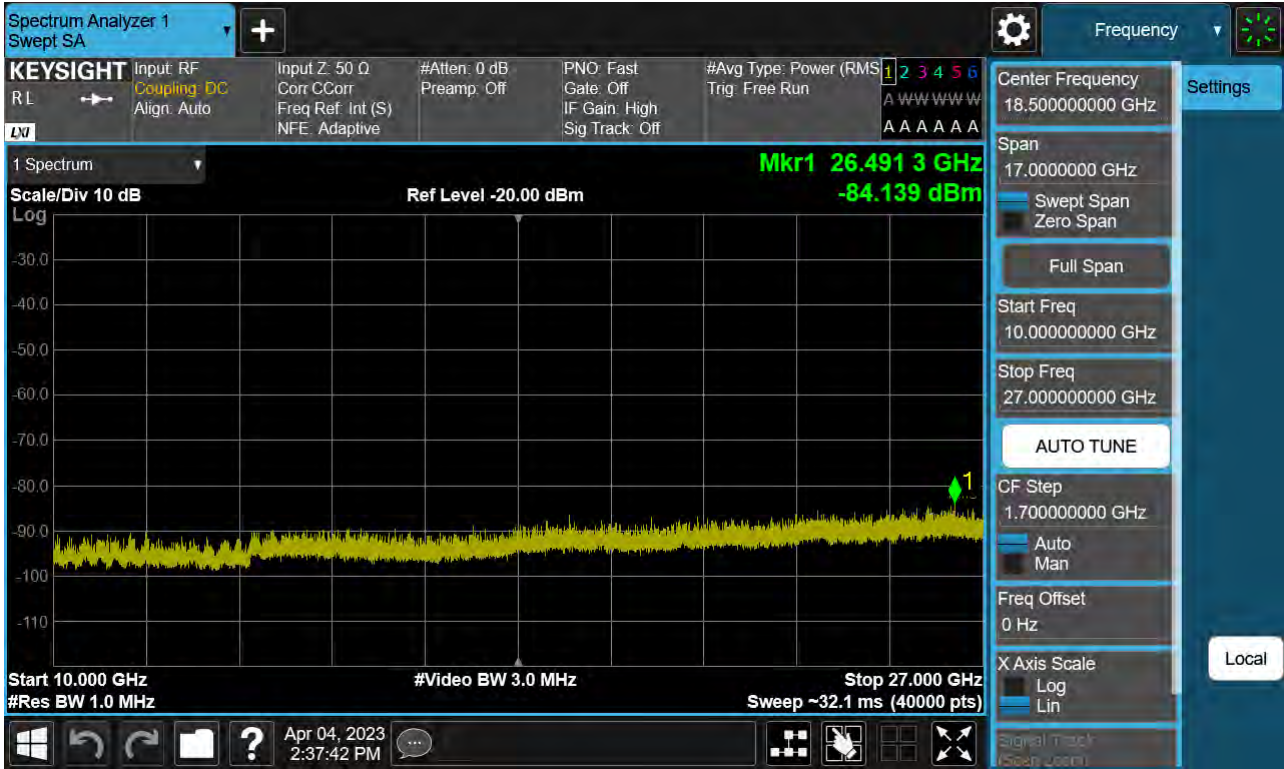 Spectrum Analyzer 1
Swept SA
Frequency
KEYSIGHT
R L
LXI
Input: RF
Coupling: DC
Align: Auto
Input Z: 50 Ω
Corr CCorr
Freq Ref: Int (S)
NFE: Adaptive
#Atten: 0 dB
Preamp: Off
PNO: Fast
Gate: Off
IF Gain: High
Sig Track: Off
#Avg Type: Power (RMS
Trig: Free Run
1 2 3 4 5 6
A W W W W W
A A A A A A
1 Spectrum
Scale/Div 10 dB
Log
Ref Level -20.00 dBm
Mkr1 26.491 3 GHz
-84.139 dBm
-30.0
-40.0
-50.0
-60.0
-70.0
-80.0
-90.0
-100
-110
1
Start 10.000 GHz
#Res BW 1.0 MHz
#Video BW 3.0 MHz
Stop 27.000 GHz
Sweep ~32.1 ms (40000 pts)
Center Frequency
18.500000000 GHz
Span
17.0000000 GHz
Swept Span
Zero Span
Full Span
Start Freq
10.000000000 GHz
Stop Freq
27.000000000 GHz
AUTO TUNE
CF Step
1.700000000 GHz
Auto
Man
Freq Offset
0 Hz
X Axis Scale
Log
Lin
Signal Track
(Span Zoom)
Settings
Local
?
Apr 04, 2023
2:37:42 PM